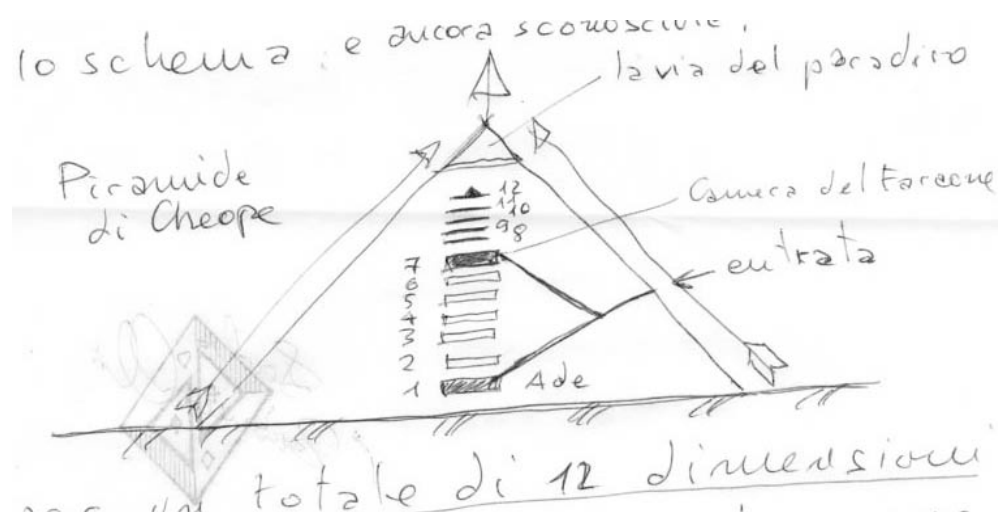 lo schema e ancora
la via del paradiso
Piramide
di Cheope
Camera del Faraone
entrata
12
11
10
9
8
7
6
5
4
3
2
1
Ade
totale di 12 dimensioni